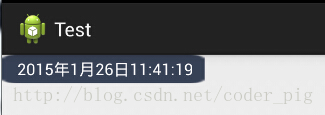 Test
2015年1月26日11:41:19
http://blog.csdn.net/coder_pig